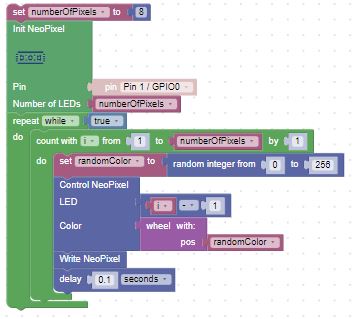 set numberOfPixels to 8
Init NeoPixel
Pin pin Pin 1 / GPIO0
Number of LEDs numberOfPixels
repeat while true
do count with i from 1 to numberOfPixels by 1
do set randomColor to random integer from 0 to 256
Control NeoPixel
LED i - 1
Color wheel with:
pos randomColor
Write NeoPixel
delay 0.1 seconds